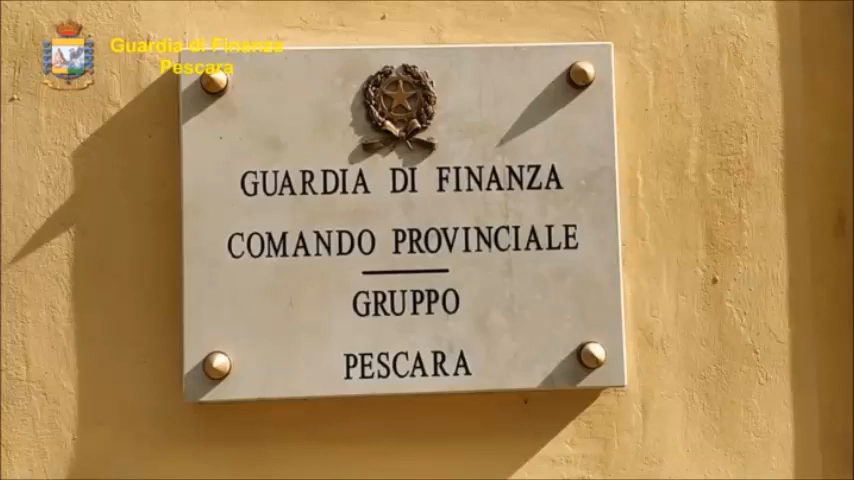 Guardia di Finanza
Pescara
GUARDIA DI FINANZA
COMANDO PROVINCIALE
GRUPPO
PESCARA